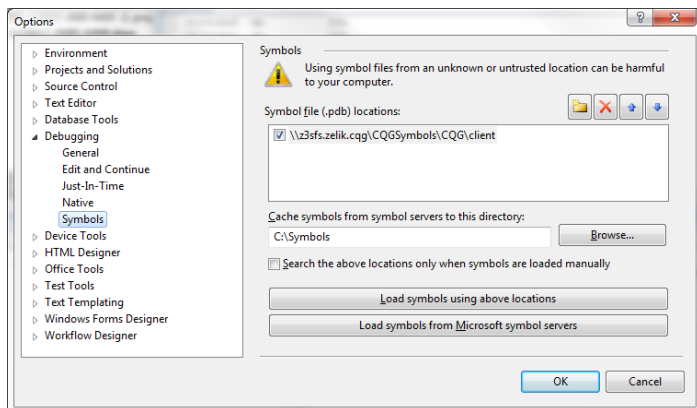 Options
Environment
Projects and Solutions
Source Control
Text Editor
Database Tools
Debugging
General
Edit and Continue
Just-In-Time
Native
Symbols
Device Tools
HTML Designer
Office Tools
Test Tools
Text Templating
Windows Forms Designer
Workflow Designer
Symbols
Using symbol files from an unknown or untrusted location can be harmful
to your computer.
Symbol file (.pdb) locations:
\\z3sfs.zelik.cqg\CQGSymbols\CQG\client
Cache symbols from symbol servers to this directory:
C:\Symbols
Browse...
Search the above locations only when symbols are loaded manually
Load symbols using above locations
Load symbols from Microsoft symbol servers
OK
Cancel